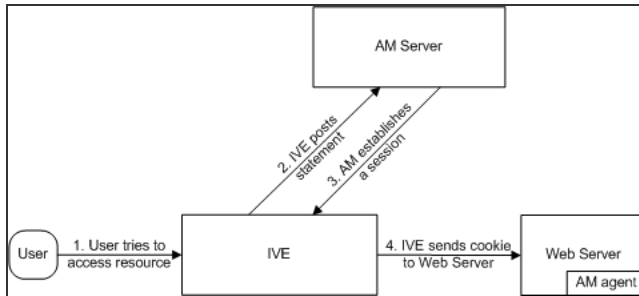 AM Server
2. IVE posts
statement
3. AM establishes
a session
User
1. User tries to
access resource
IVE
4. IVE sends cookie
to Web Server
Web Server
AM agent